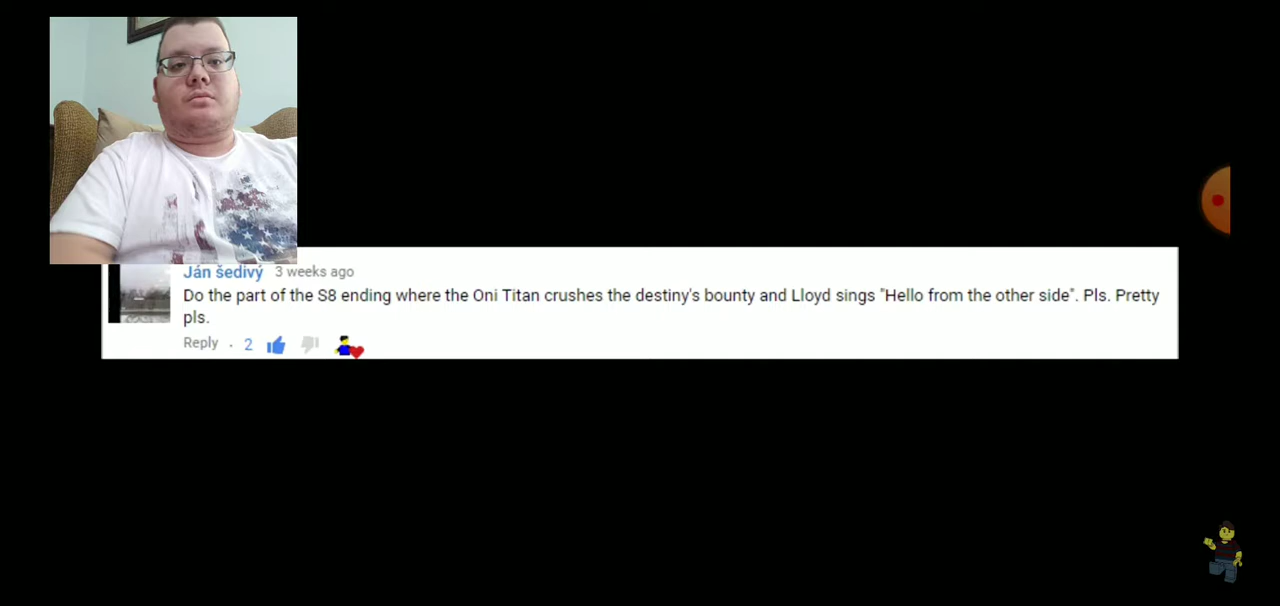 Ján šedivý 3 weeks ago
Do the part of the S8 ending where the Oni Titan crushes the destiny's bounty and Lloyd sings "Hello from the other side". Pls. Pretty
pls.
Reply . 2